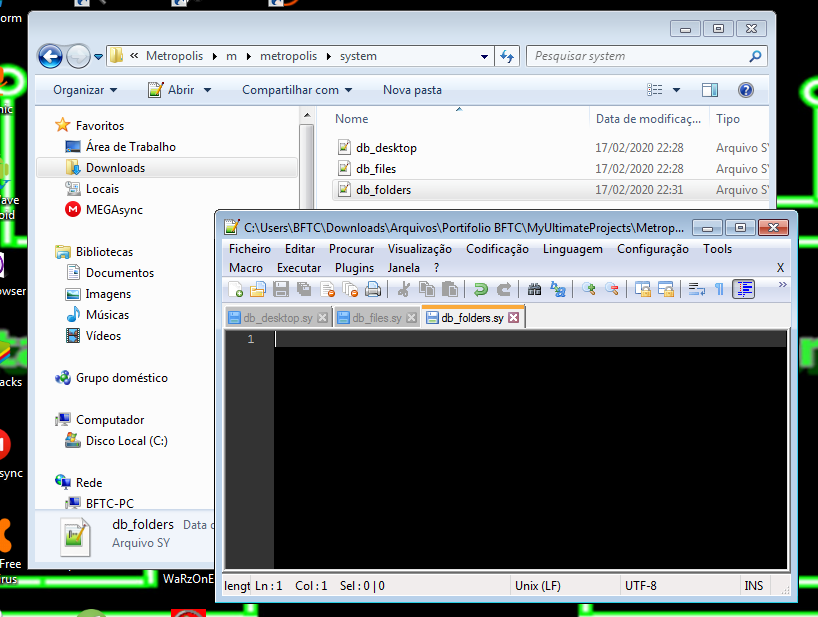 orm
« Metropolis m metropolis system
Pesquisar system
Organizar Abrir Compartilhar com Nova pasta
Favoritos
Área de Trabalho
Downloads
Locais
MEGAsync
Bibliotecas
Documentos
Imagens
Músicas
Vídeos
Grupo doméstico
Computador
Disco Local (C:)
Rede
BFTC-PC
Nome Data de modificaç... Tipo
db_desktop 17/02/2020 22:28 Arquivo SY
db_files 17/02/2020 22:28 Arquivo SY
db_folders 17/02/2020 22:31 Arquivo SY
db_folders Data
Arquivo SY
C:\Users\BFTC\Downloads\Arquivos\Portifolio BFTC\MyUltimateProjects\Metrop...
Ficheiro Editar Procurar Visualização Codificação Linguagem Configuração Tools
Macro Executar Plugins Janela ? X
db_desktop.sy db_files.sy db_folders.sy
1
lengt Ln : 1 Col : 1 Sel : 0 | 0 Unix (LF) UTF-8 INS
nic
ave
oid
owser
acks
sync
Free
rus
WaRzOnE